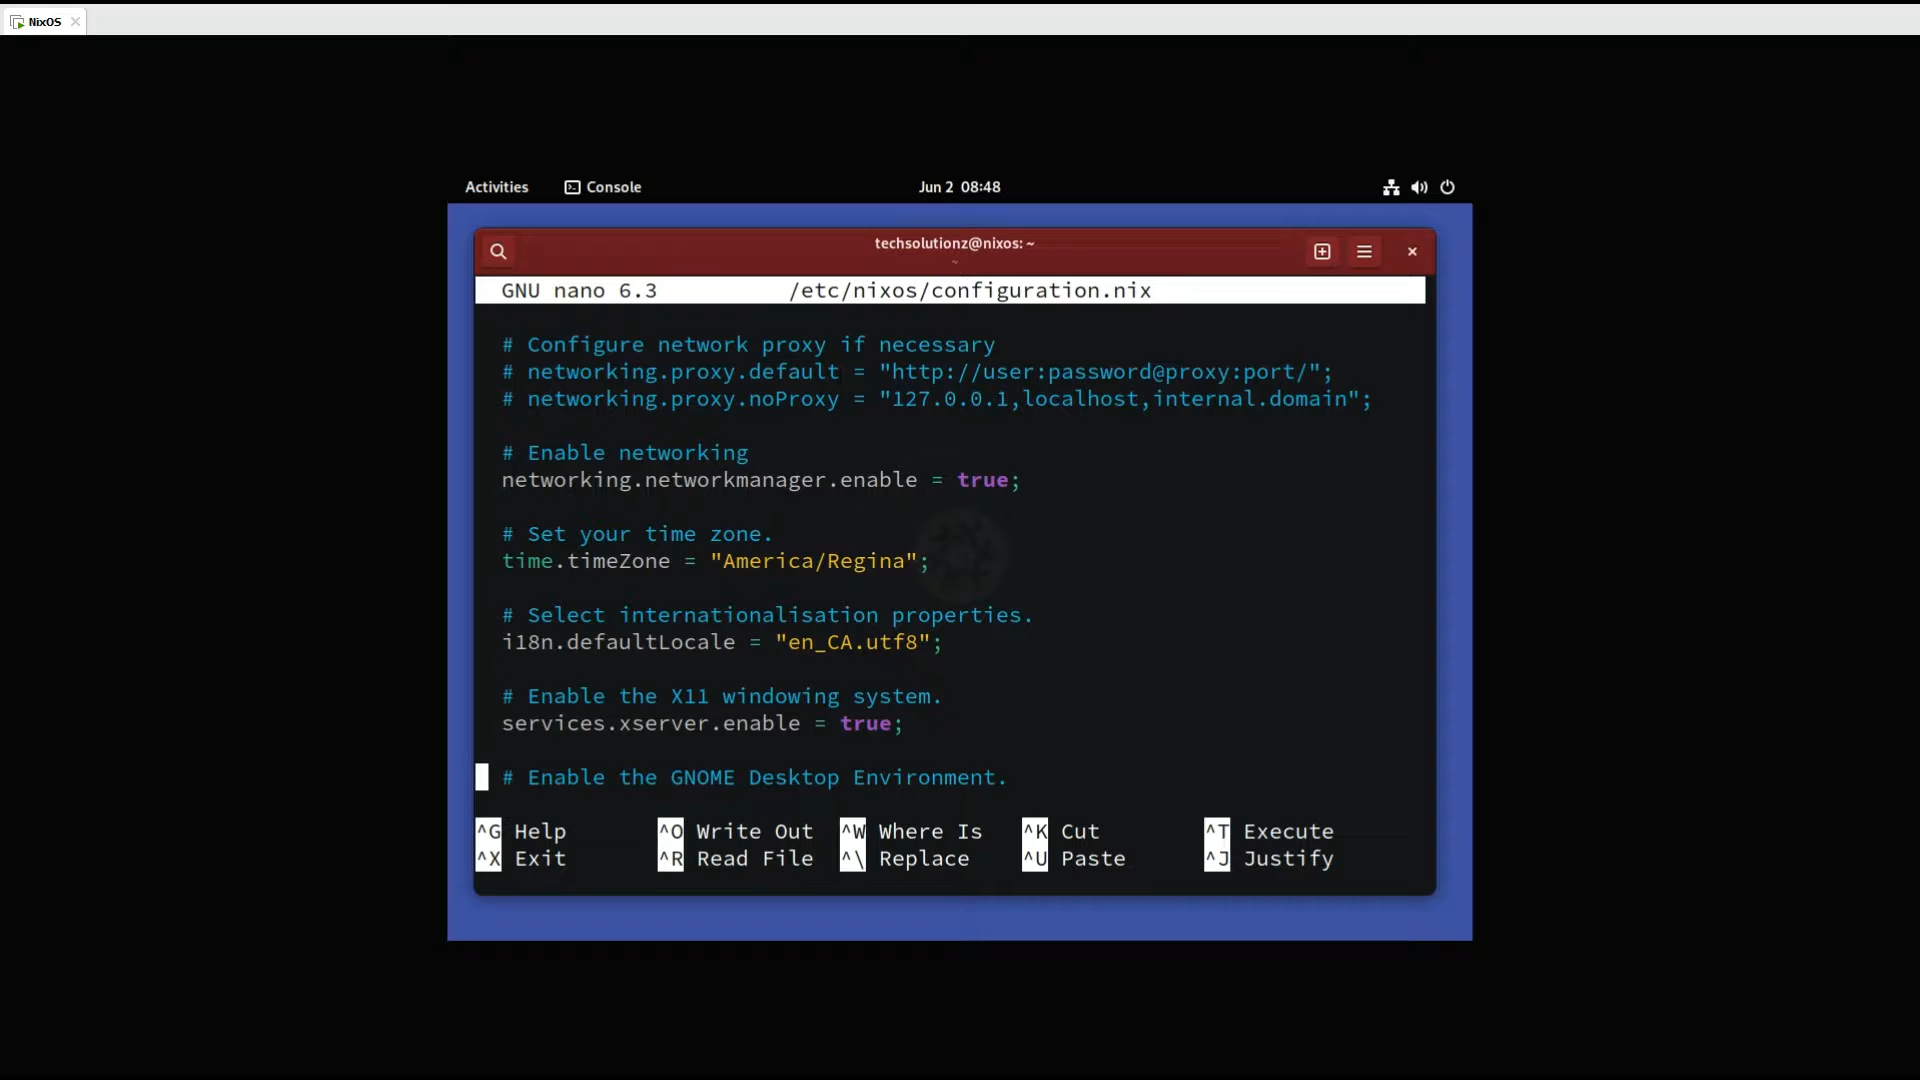 NixOS
Activities Console Jun 2 08:48
techsolutionz@nixos: ~
~
GNU nano 6.3 /etc/nixos/configuration.nix
# Configure network proxy if necessary
# networking.proxy.default = "http://user:password@proxy:port/";
# networking.proxy.noProxy = "127.0.0.1,localhost,internal.domain";
# Enable networking
networking.networkmanager.enable = true;
# Set your time zone.
time.timeZone = "America/Regina";
# Select internationalisation properties.
i18n.defaultLocale = "en_CA.utf8";
# Enable the X11 windowing system.
services.xserver.enable = true;
# Enable the GNOME Desktop Environment.
^G Help ^O Write Out ^W Where Is ^K Cut ^T Execute
^X Exit ^R Read File ^\ Replace ^U Paste ^J Justify